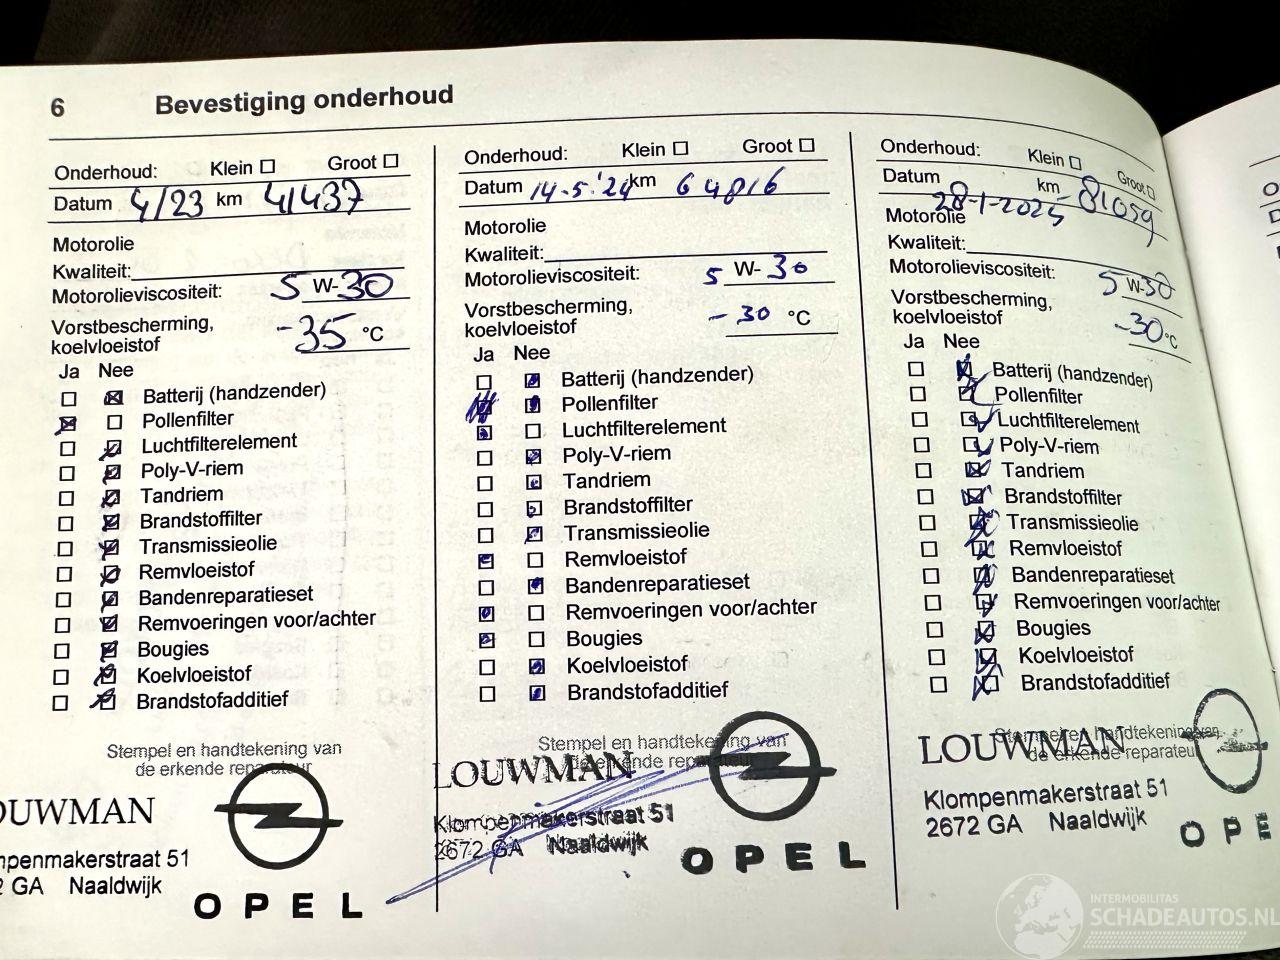 6 Bevestiging onderhoud
Onderhoud: Klein Groot
Datum 4/23 km 41437
Motorolie
Kwaliteit:
Motorolieviscositeit: 5 W-30
Vorstbescherming,
koelvloeistof -35 °C
Ja Nee
Batterij (handzender)
Pollenfilter
Luchtfilterelement
Poly-V-riem
Tandriem
Brandstoffilter
Transmissieolie
Remvloeistof
Bandenreparatieset
Remvoeringen voor/achter
Bougies
Koelvloeistof
Brandstofadditief
Stempel en handtekening van
de erkende reparateur
OUWMAN
mpenmakerstraat 51
2 GA Naaldwijk
OPEL
Onderhoud: Klein Groot
Datum 14-5-'24 km 64816
Motorolie
Kwaliteit:
Motorolieviscositeit: 5 W-30
Vorstbescherming,
koelvloeistof -30 °C
Ja Nee
Batterij (handzender)
Pollenfilter
Luchtfilterelement
Poly-V-riem
Tandriem
Brandstoffilter
Transmissieolie
Remvloeistof
Bandenreparatieset
Remvoeringen voor/achter
Bougies
Koelvloeistof
Brandstofadditief
Stempel en handtekening van
de erkende reparateur
LOUWMAN
Klompenmakerstraat 51
2672 GA Naaldwijk
OPEL
Onderhoud: Klein Groot
Datum 28-1-2025 km 81059
Motorolie
Kwaliteit:
Motorolieviscositeit: 5 W-30
Vorstbescherming,
koelvloeistof -30 °C
Ja Nee
Batterij (handzender)
Pollenfilter
Luchtfilterelement
Poly-V-riem
Tandriem
Brandstoffilter
Transmissieolie
Remvloeistof
Bandenreparatieset
Remvoeringen voor/achter
Bougies
Koelvloeistof
Brandstofadditief
Stempel en handtekening van
de erkende reparateur
LOUWMAN
Klompenmakerstraat 51
2672 GA Naaldwijk
OPE
INTERMOBILITAS
SCHADEAUTOS.NL